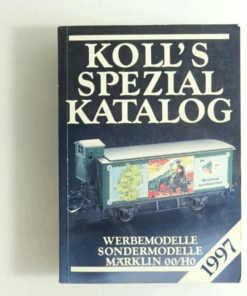 KOLL'S
SPEZIAL
KATALOG
WERBEMODELLE
SONDERMODELLE
MÄRKLIN 00/H0
1997